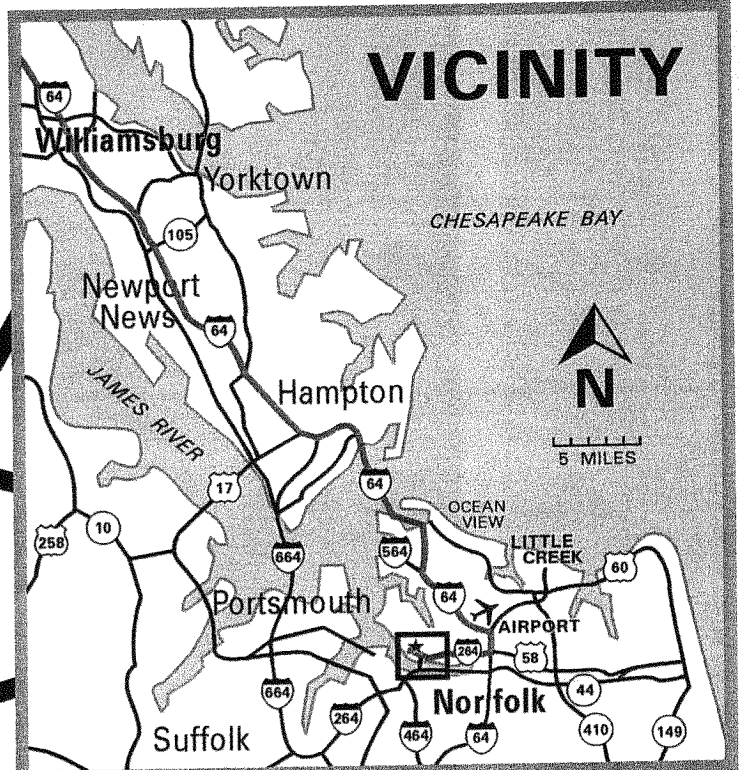 VICINITY
64
Williamsburg
Yorktown
CHESAPEAKE BAY
105
Newport
News
64
N
JAMES RIVER
Hampton
5 MILES
17
64
OCEAN
VIEW
258
10
664
564
LITTLE
CREEK
60
Portsmouth
64
AIRPORT
264
58
664
Norfolk
44
264
Suffolk
464
64
410
149